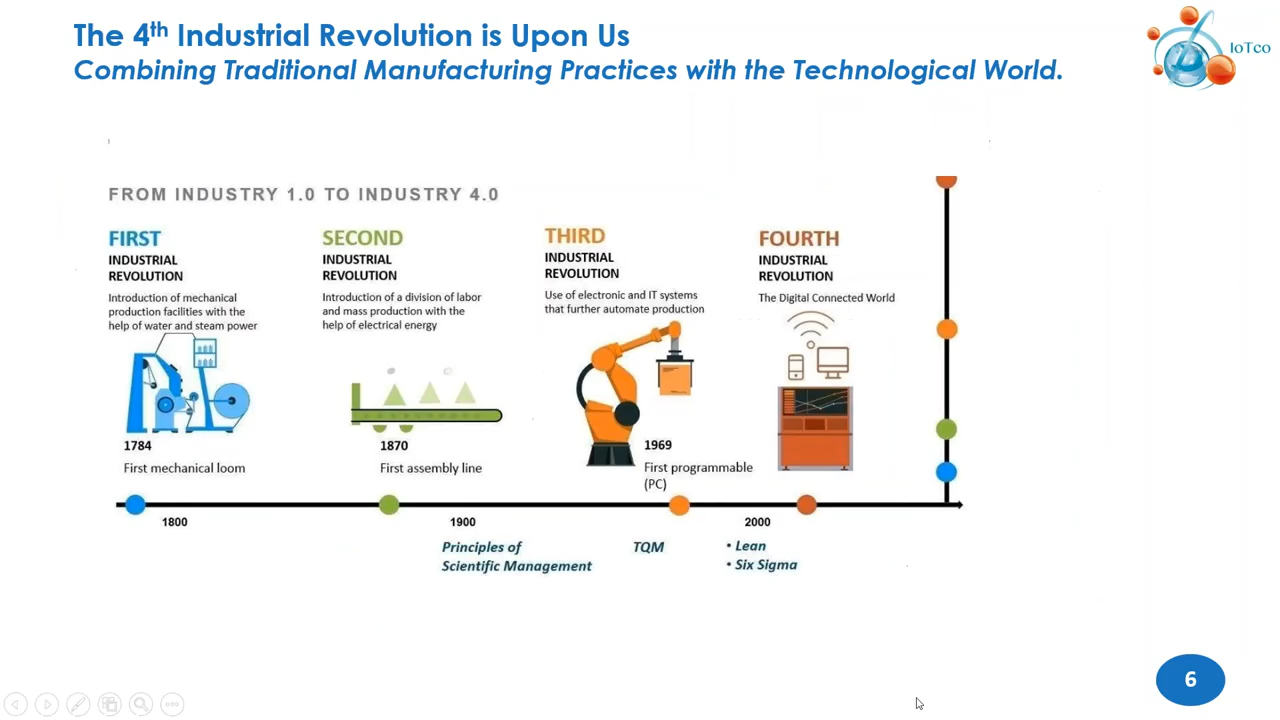 The 4th Industrial Revolution is Upon Us
Combining Traditional Manufacturing Practices with the Technological World.
IoTco
FROM INDUSTRY 1.0 TO INDUSTRY 4.0
FIRST
INDUSTRIAL
REVOLUTION
Introduction of mechanical
production facilities with the
help of water and steam power
1784
First mechanical loom
SECOND
INDUSTRIAL
REVOLUTION
Introduction of a division of labor
and mass production with the
help of electrical energy
1870
First assembly line
THIRD
INDUSTRIAL
REVOLUTION
Use of electronic and IT systems
that further automate production
1969
First programmable
(PC)
FOURTH
INDUSTRIAL
REVOLUTION
The Digital Connected World
1800
1900
2000
Principles of
Scientific Management
TQM
• Lean
• Six Sigma
6